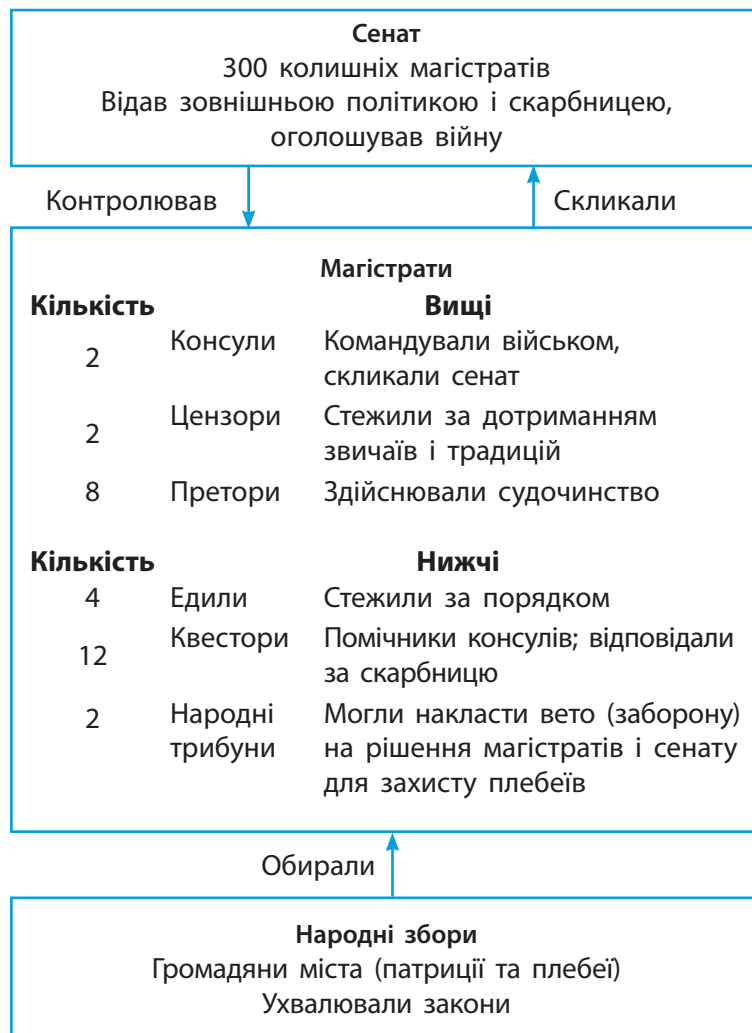 Сенат
300 колишніх магістратів
Відав зовнішньою політикою і скарбницею,
оголошував війну
Контролював Скликали
Магістрати
Кількість Вищі
2 Консули Командували військом,
скликали сенат
2 Цензори Стежили за дотриманням
звичаїв і традицій
8 Претори Здійснювали судочинство
Кількість Нижчі
4 Едили Стежили за порядком
12 Квестори Помічники консулів; відповідали
за скарбницю
2 Народні Могли накласти вето (заборону)
трибуни на рішення магістратів і сенату
для захисту плебеїв
Обирали
Народні збори
Громадяни міста (патриції та плебеї)
Ухвалювали закони